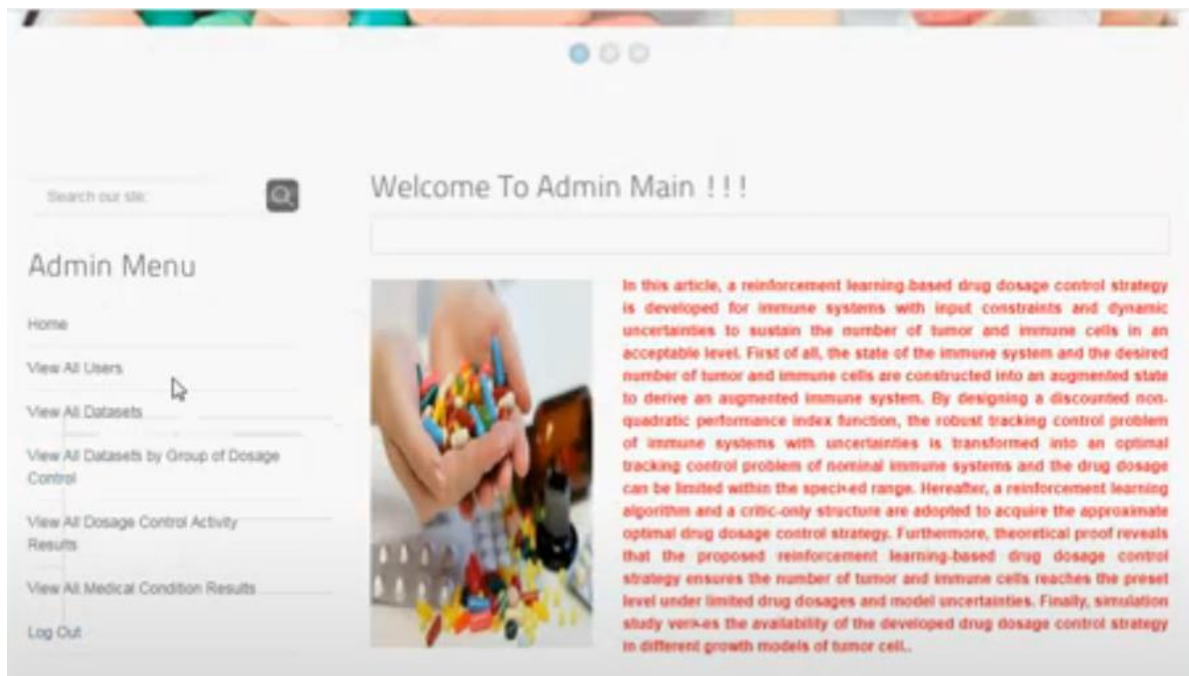 Search our site:
Admin Menu
Home
View All Users
View All Datasets
View All Datasets by Group of Dosage
Control
View All Dosage Control Activity
Results
View All Medical Condition Results
Log Out
Welcome To Admin Main !!!
In this article, a reinforcement learning-based drug dosage control strategy
is developed for immune systems with input constraints and dynamic
uncertainties to sustain the number of tumor and immune cells in an
acceptable level. First of all, the state of the immune system and the desired
number of tumor and immune cells are constructed into an augmented state
to derive an augmented immune system. By designing a discounted non-
quadratic performance index function, the robust tracking control problem
of immune systems with uncertainties is transformed into an optimal
tracking control problem of nominal immune systems and the drug dosage
can be limited within the range. Hereafter, a reinforcement learning
algorithm and a critic-only structure are adopted to acquire the approximate
optimal drug dosage control strategy. Furthermore, theoretical proof reveals
that the proposed reinforcement learning-based drug dosage control
strategy ensures the number of tumor and immune cells reaches the preset
level under limited drug dosages and model uncertainties. Finally, simulation
study the availability of the developed drug dosage control strategy
in different growth models of tumor cell..